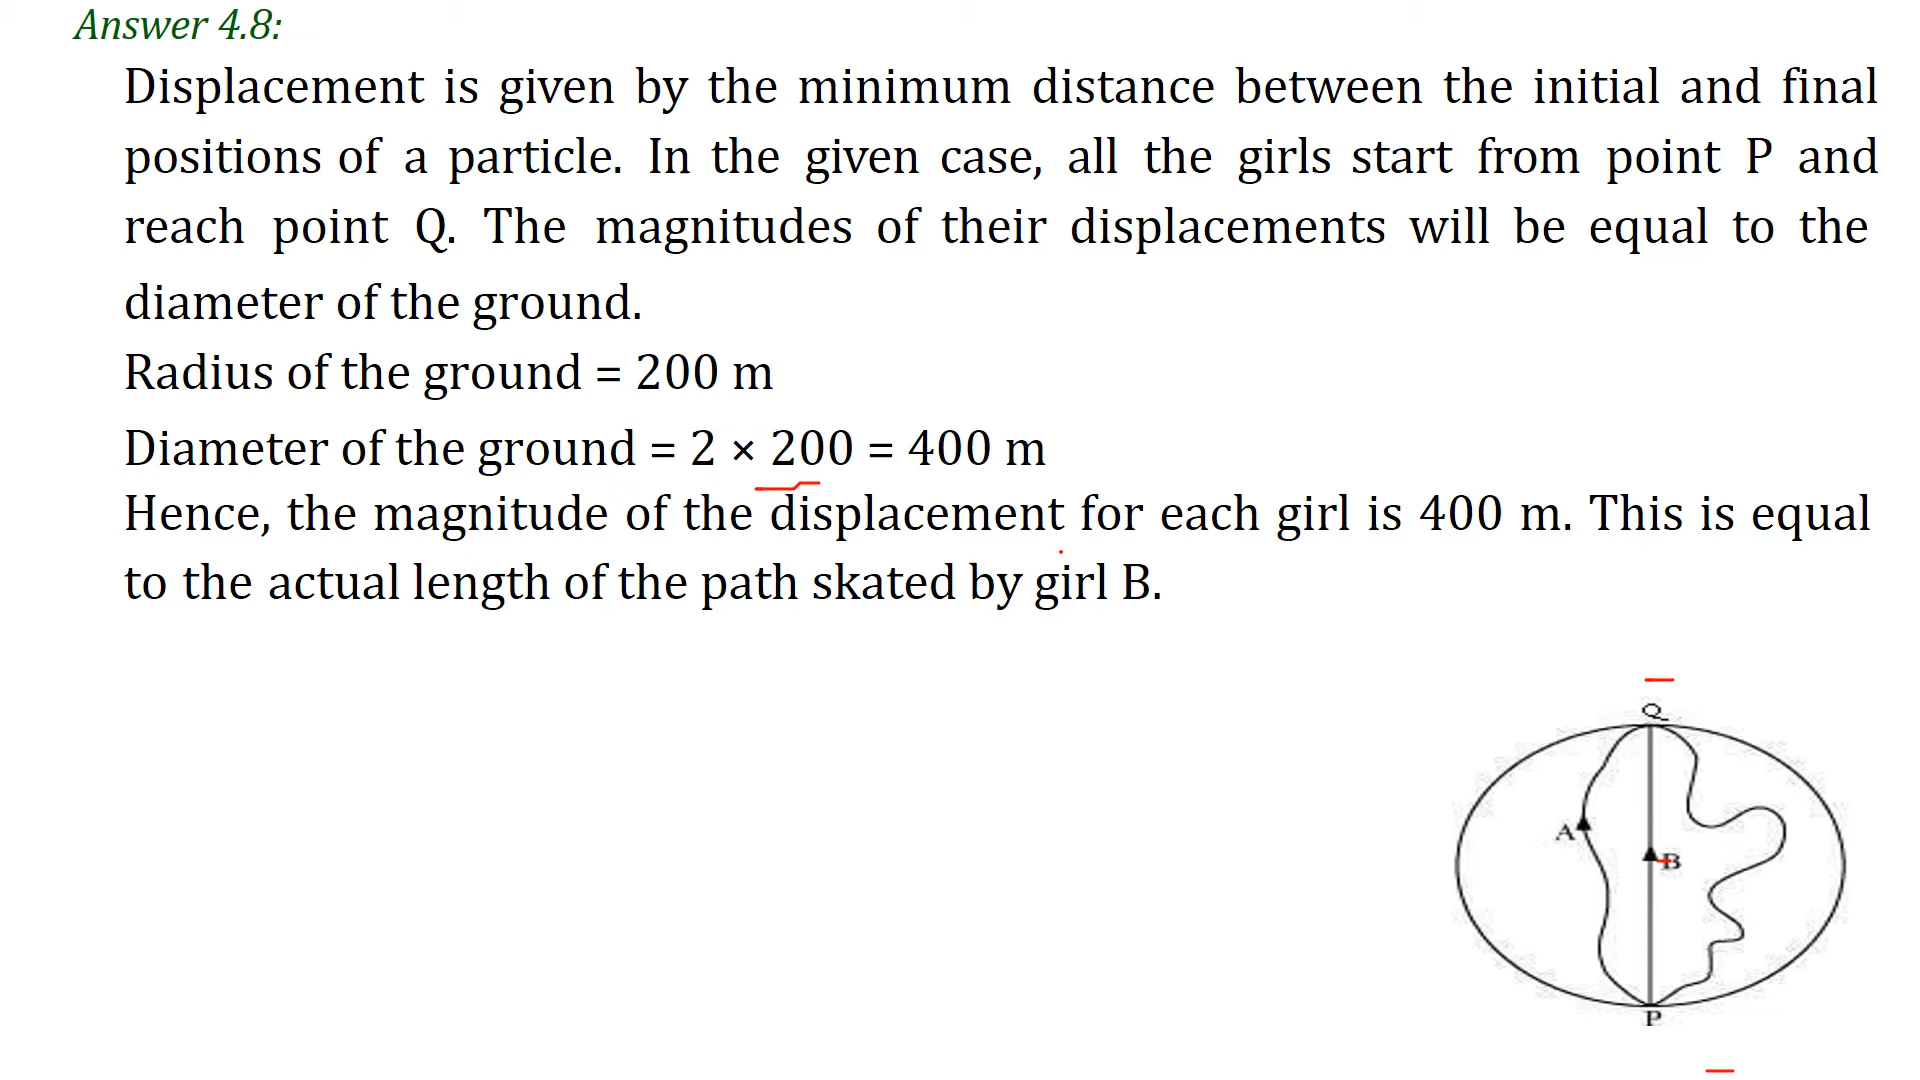 Answer 4.8:
Displacement is given by the minimum distance between the initial and final
positions of a particle. In the given case, all the girls start from point P and
reach point Q. The magnitudes of their displacements will be equal to the
diameter of the ground.
Radius of the ground = 200 m
Diameter of the ground = 2 × 200 = 400 m
Hence, the magnitude of the displacement for each girl is 400 m. This is equal
to the actual length of the path skated by girl B.
Q
A
B
P